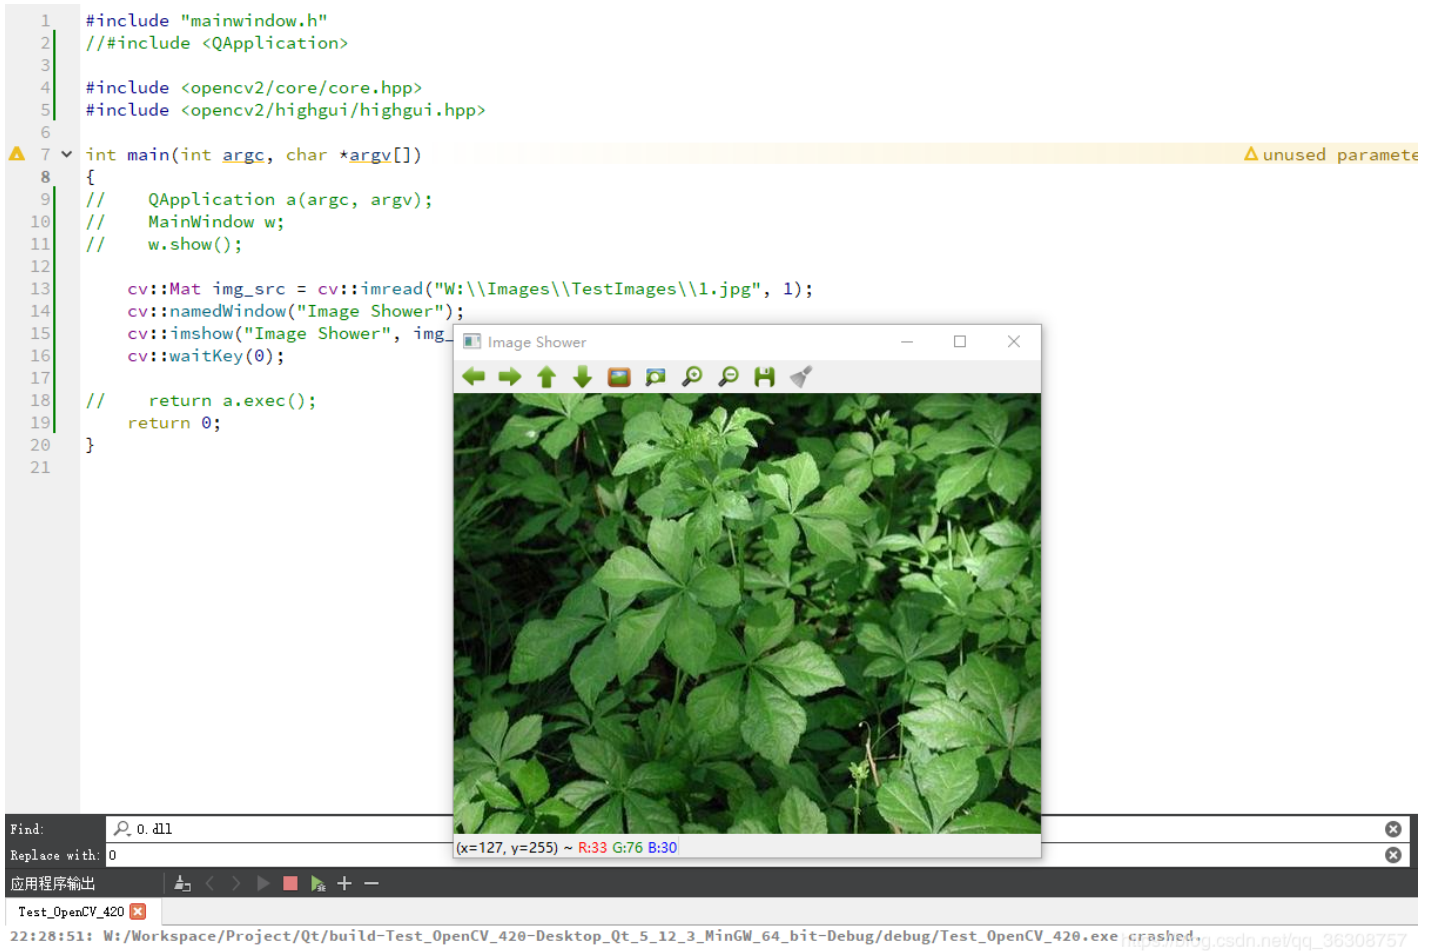 1 #include "mainwindow.h"
2 //#include <QApplication>
3
4 #include <opencv2/core/core.hpp>
5 #include <opencv2/highgui/highgui.hpp>
6
7 int main(int argc, char *argv[]) unused paramete
8 {
9 //    QApplication a(argc, argv);
10 //    MainWindow w;
11 //    w.show();
12
13     cv::Mat img_src = cv::imread("W:\\Images\\TestImages\\1.jpg", 1);
14     cv::namedWindow("Image Shower");
15     cv::imshow("Image Shower", img_
16     cv::waitKey(0);
17
18 //    return a.exec();
19     return 0;
20 }
21
Image Shower
(x=127, y=255) ~ R:33 G:76 B:30
Find: 0.dll
Replace with: 0
应用程序输出
Test_OpenCV_420
22:28:51: W:/Workspace/Project/Qt/build-Test_OpenCV_420-Desktop_Qt_5_12_3_MinGW_64_bit-Debug/debug/Test_OpenCV_420.exe crashed.
https://blog.csdn.net/qq_36308757